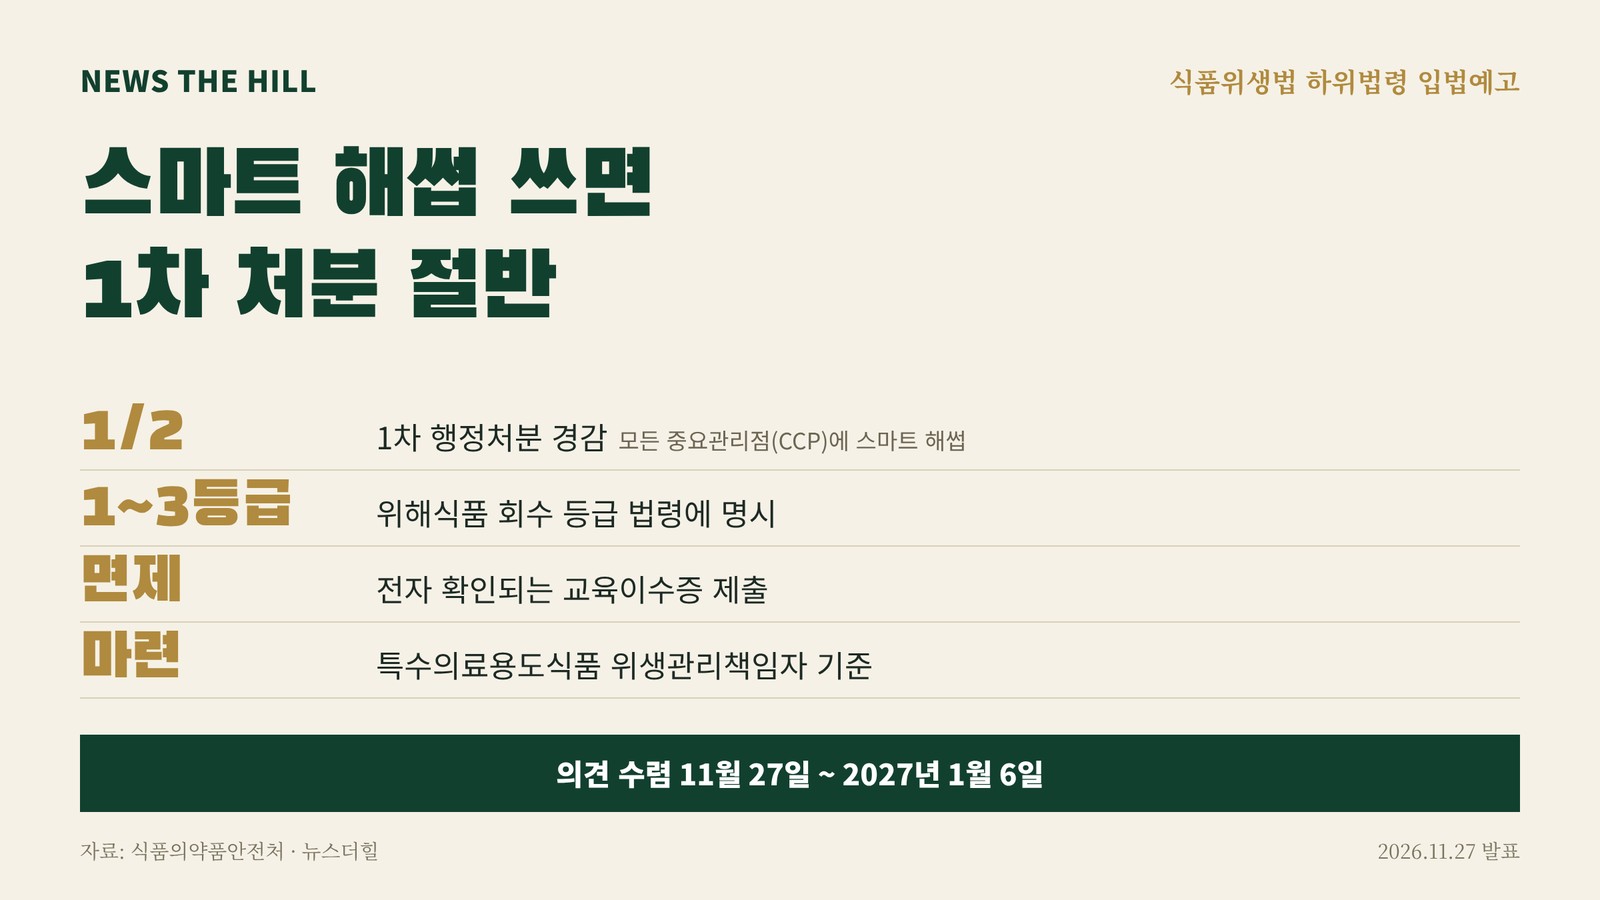 NEWS THE HILL
식품위생법 하위법령 입법예고
스마트 해썹 쓰면
1차 처분 절반
1/2 1차 행정처분 경감 모든 중요관리점(CCP)에 스마트 해썹
1~3등급 위해식품 회수 등급 법령에 명시
면제 전자 확인되는 교육이수증 제출
마련 특수의료용도식품 위생관리책임자 기준
의견 수렴 11월 27일 ~ 2027년 1월 6일
자료: 식품의약품안전처 · 뉴스더힐
2026.11.27 발표